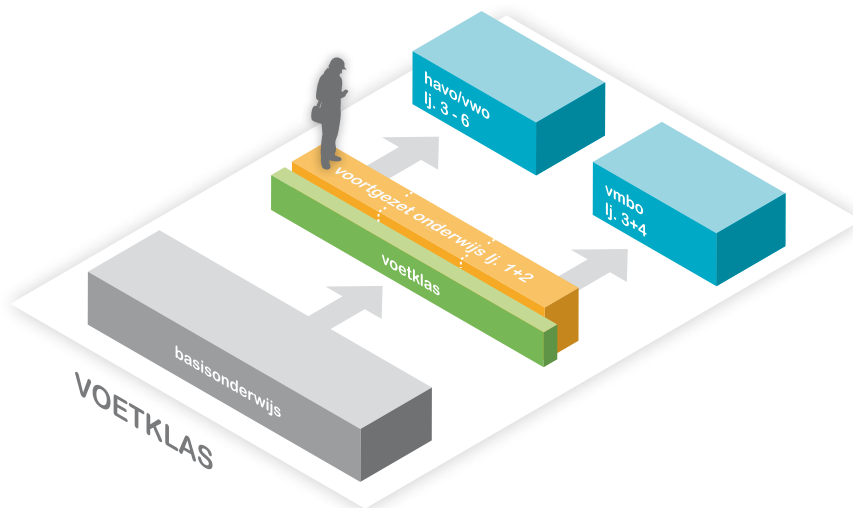 havo/vwo
lj. 3 - 6
vmbo
lj. 3+4
voortgezet onderwijs lj. 1+2
voetklas
basisonderwijs
VOETKLAS